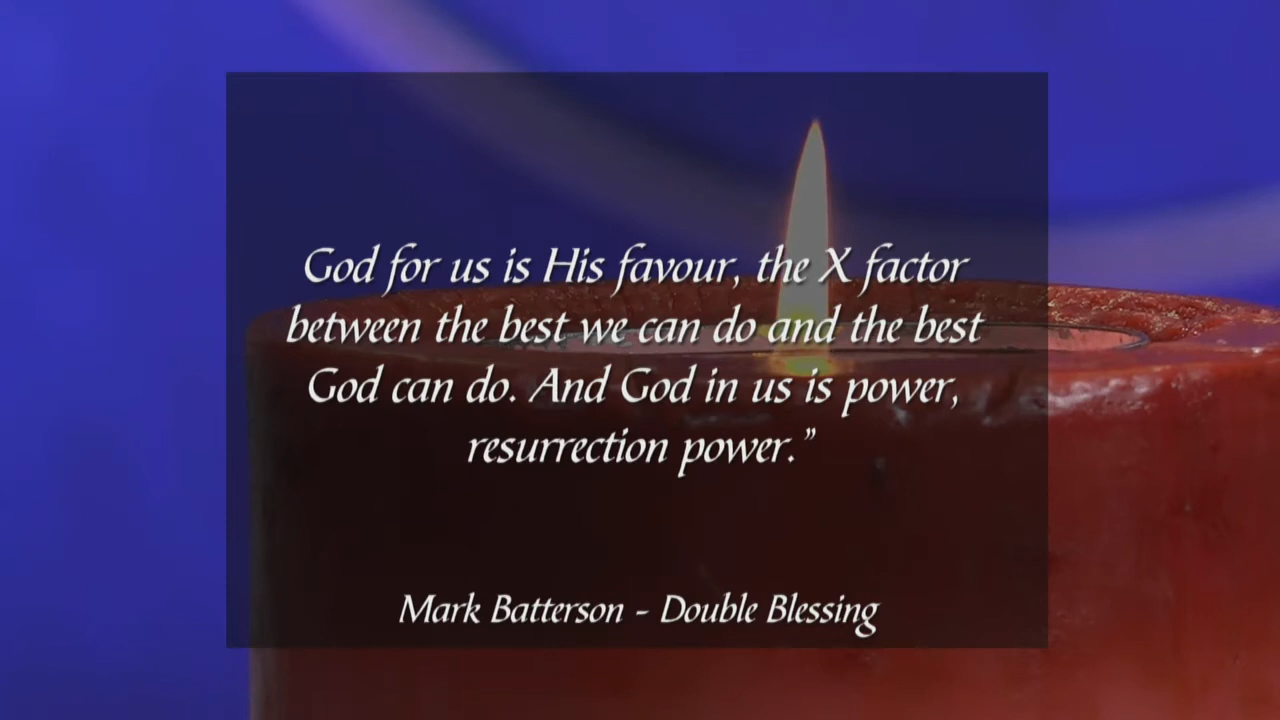 God for us is His favour, the X factor
between the best we can do and the best
God can do. And God in us is power,
resurrection power.”
Mark Batterson - Double Blessing